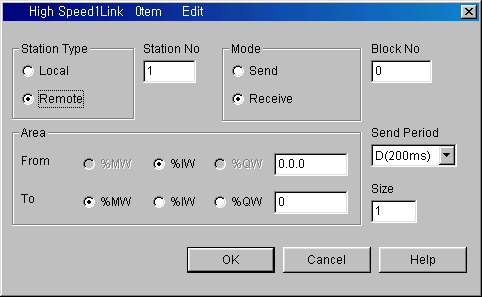 High Speed1Link 0tem Edit
Station Type
Local
Remote
Station No
1
Mode
Send
Receive
Block No
0
Area
From %MW %IW %QW 0.0.0
To %MW %IW %QW 0
Send Period
D(200ms)
Size
1
OK Cancel Help